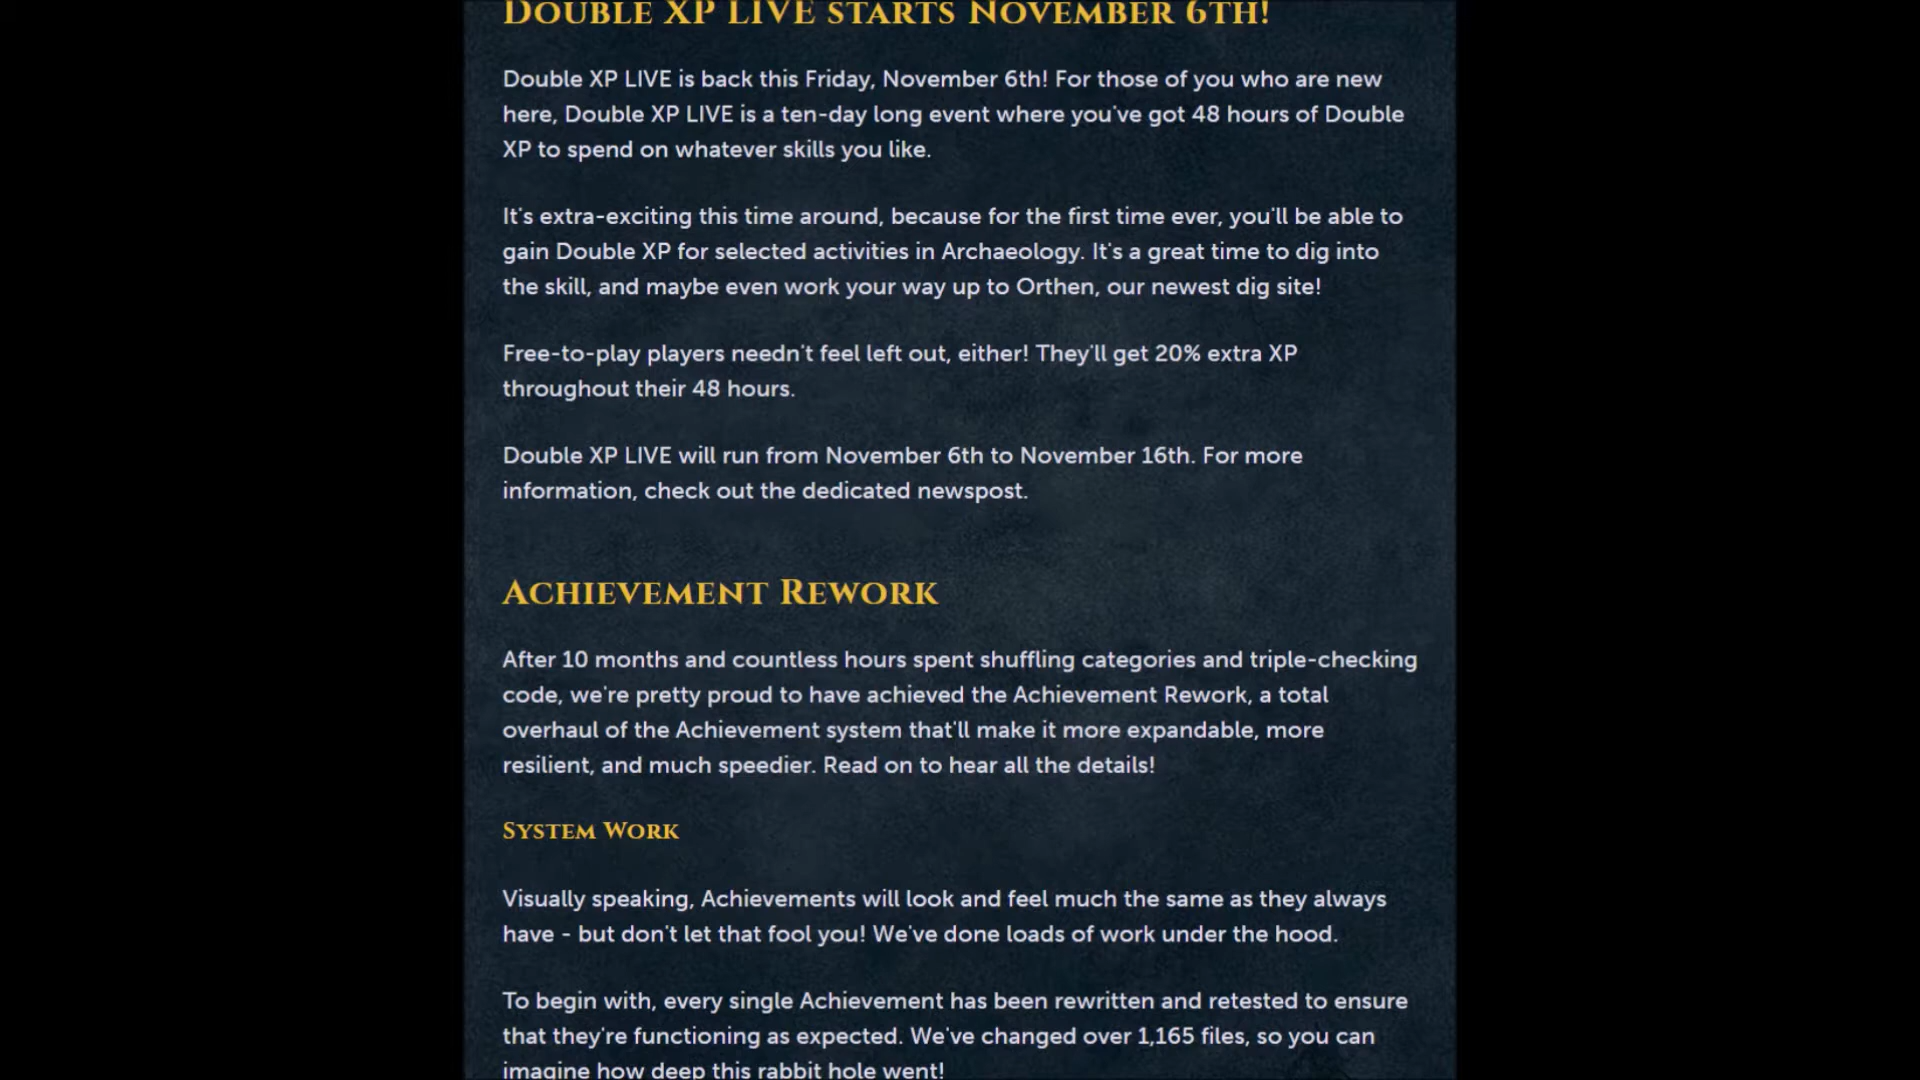 Double XP LIVE starts November 6th!
Double XP LIVE is back this Friday, November 6th! For those of you who are new
here, Double XP LIVE is a ten-day long event where you've got 48 hours of Double
XP to spend on whatever skills you like.
It's extra-exciting this time around, because for the first time ever, you'll be able to
gain Double XP for selected activities in Archaeology. It's a great time to dig into
the skill, and maybe even work your way up to Orthen, our newest dig site!
Free-to-play players needn't feel left out, either! They'll get 20% extra XP
throughout their 48 hours.
Double XP LIVE will run from November 6th to November 16th. For more
information, check out the dedicated newspost.
Achievement Rework
After 10 months and countless hours spent shuffling categories and triple-checking
code, we're pretty proud to have achieved the Achievement Rework, a total
overhaul of the Achievement system that'll make it more expandable, more
resilient, and much speedier. Read on to hear all the details!
System Work
Visually speaking, Achievements will look and feel much the same as they always
have - but don't let that fool you! We've done loads of work under the hood.
To begin with, every single Achievement has been rewritten and retested to ensure
that they're functioning as expected. We've changed over 1,165 files, so you can
imagine how deep this rabbit hole went!